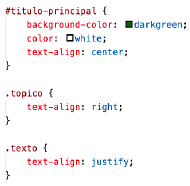 #titulo-principal {
background-color: darkgreen;
color: white;
text-align: center;
}
.topico {
text-align: right;
}
.texto {
text-align: justify;
}